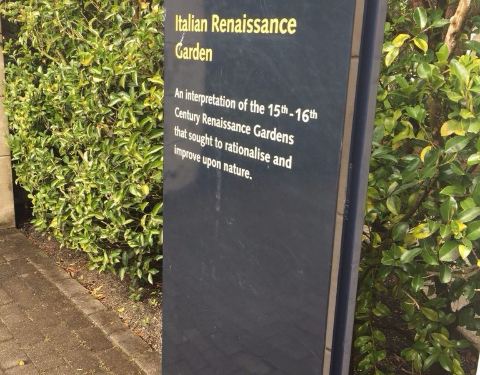 Italian Renaissance
Garden
An interpretation of the 15th-16th
Century Renaissance Gardens
that sought to rationalise and
improve upon nature.